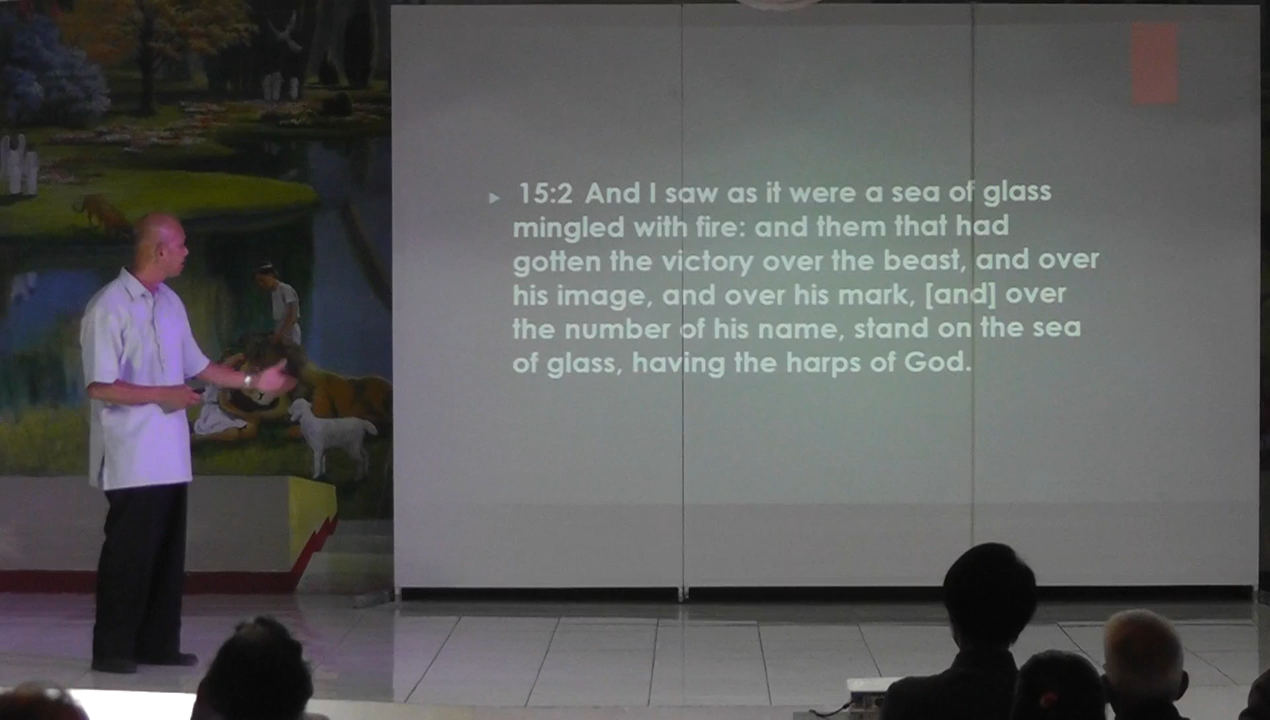 15:2 And I saw as it were a sea of glass
mingled with fire: and them that had
gotten the victory over the beast, and over
his image, and over his mark, [and] over
the number of his name, stand on the sea
of glass, having the harps of God.